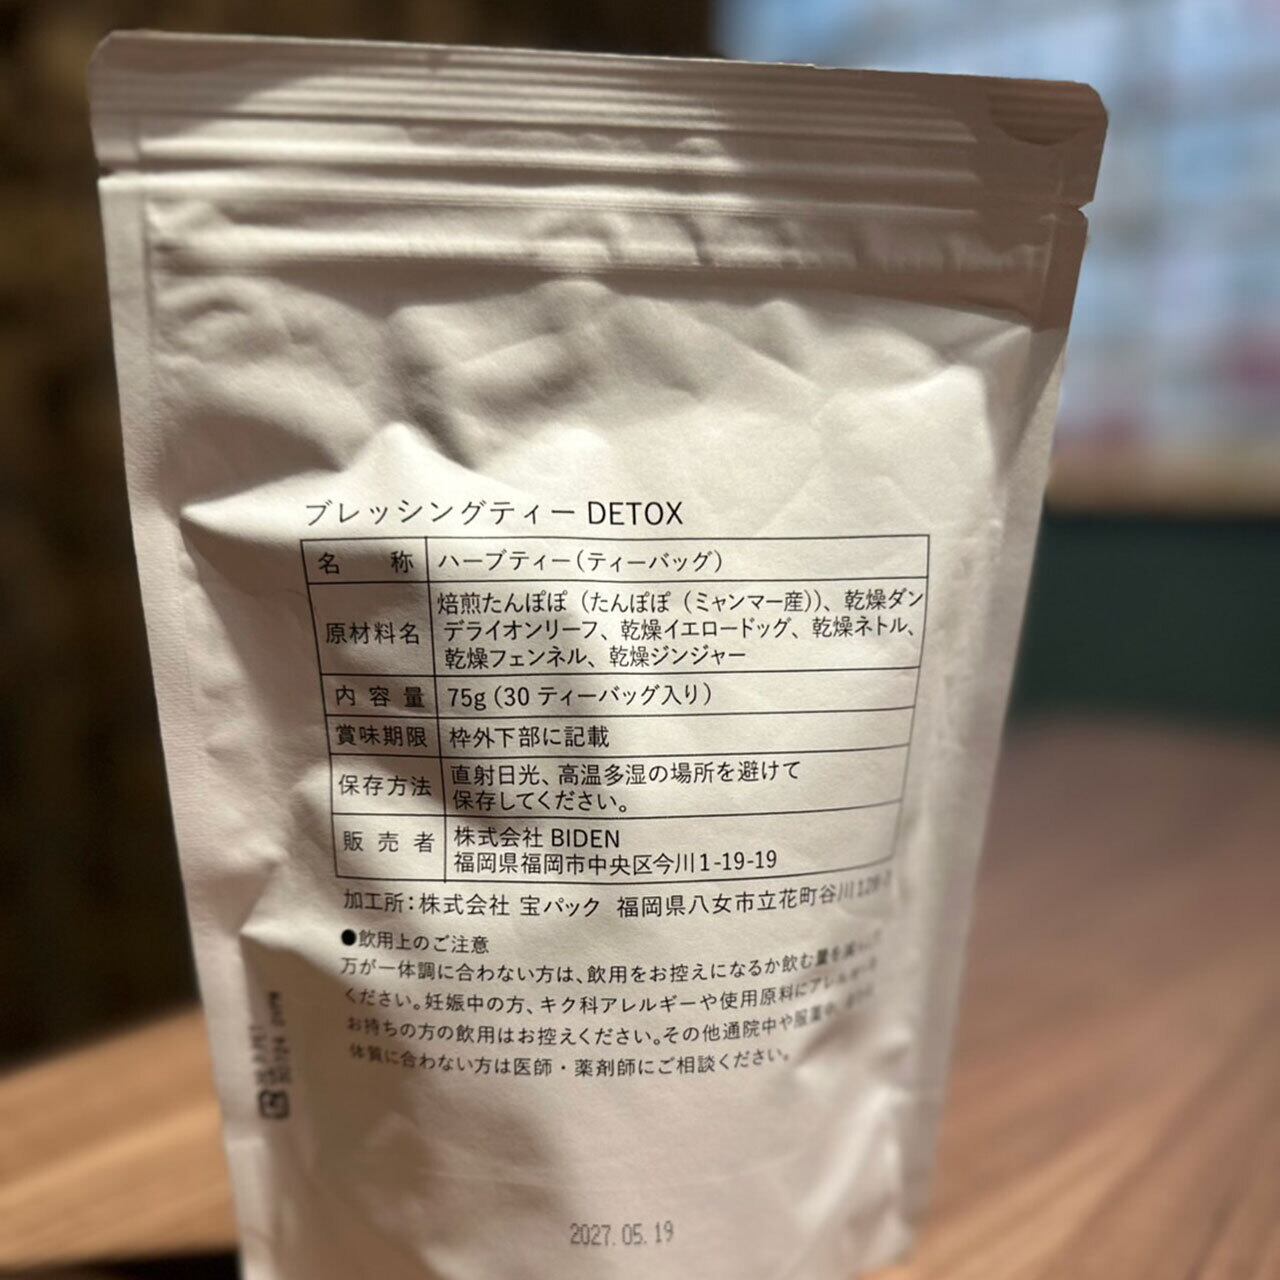 ブレッシングティー DETOX
名称 ハーブティー(ティーバッグ)
原材料名 焙煎たんぽぽ(たんぽぽ(ミャンマー産))、乾燥ダン
デライオンリーフ、乾燥イエロードッグ、乾燥ネトル、
乾燥フェンネル、乾燥ジンジャー
内容量 75g(30 ティーバッグ入り)
賞味期限 枠外下部に記載
保存方法 直射日光、高温多湿の場所を避けて
保存してください。
販売者 株式会社 BIDEN
福岡県福岡市中央区今川1-19-19
加工所:株式会社 宝パック 福岡県八女市立花町谷川
●飲用上のご注意
万が一体調に合わない方は、飲用をお控えになるか飲む量を
ください。妊娠中の方、キク科アレルギーや使用原料にアレルギーを
お持ちの方の飲用はお控えください。その他通院中や服薬中、
体質に合わない方は医師・薬剤師にご相談ください。
2027.05.19